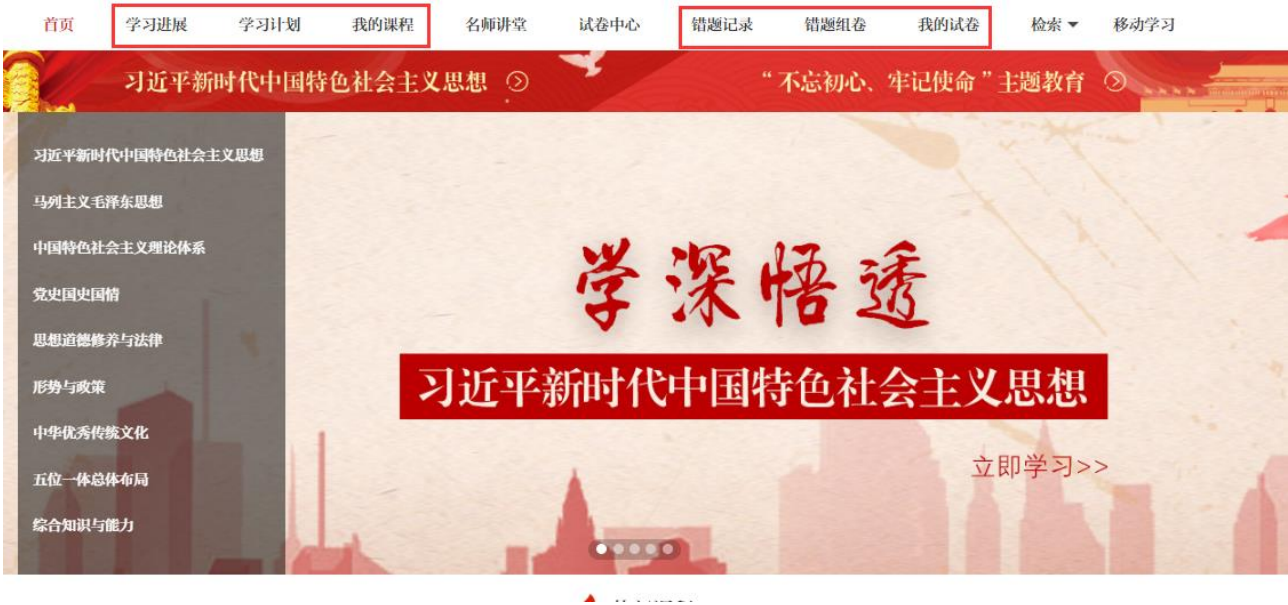 首页 学习进展 学习计划 我的课程 名师讲堂 试卷中心 错题记录 错题组卷 我的试卷 检索 移动学习
习近平新时代中国特色社会主义思想 “不忘初心、牢记使命”主题教育
习近平新时代中国特色社会主义思想
马列主义毛泽东思想
中国特色社会主义理论体系
党史国史国情
思想道德修养与法律
形势与政策
中华优秀传统文化
五位一体总体布局
综合知识与能力
学深悟透
习近平新时代中国特色社会主义思想
立即学习>>